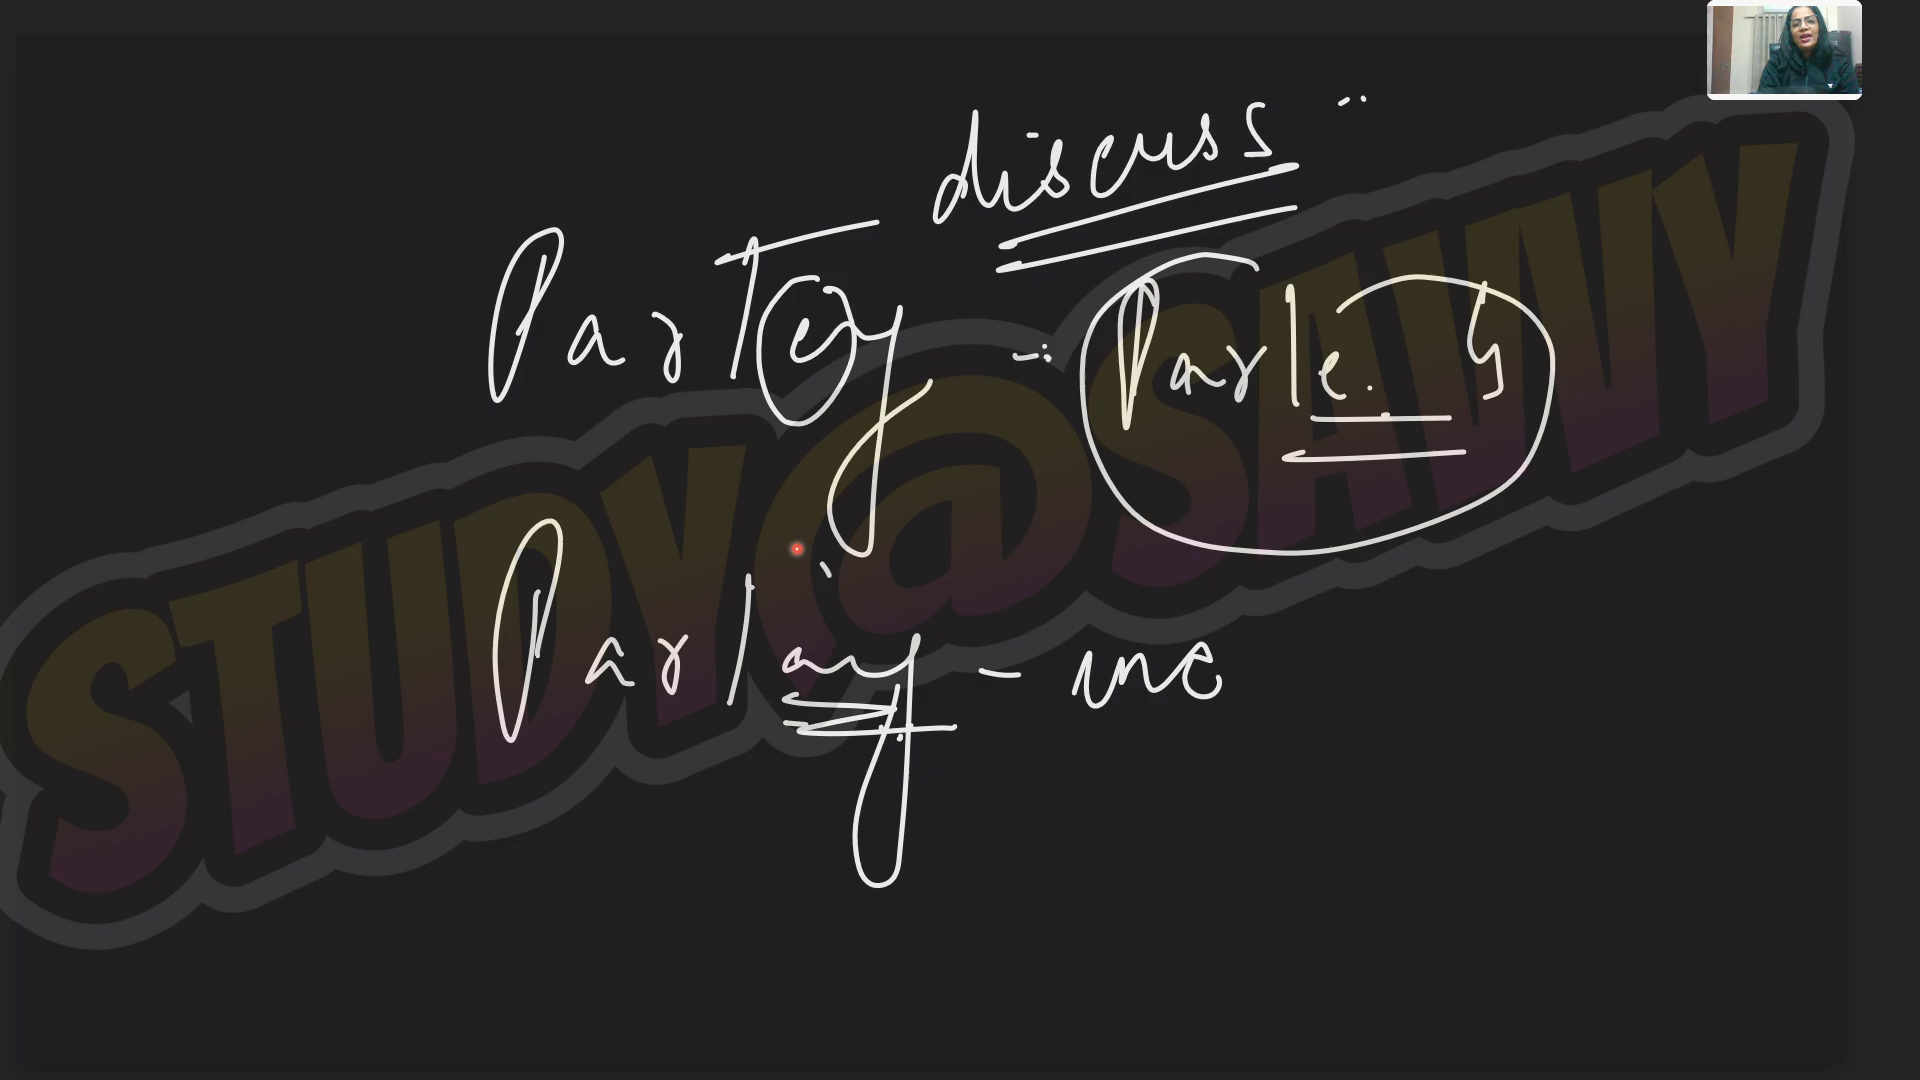 discuss
Parley - Parle. G
Parlay - inc
STUDY@SAVVY